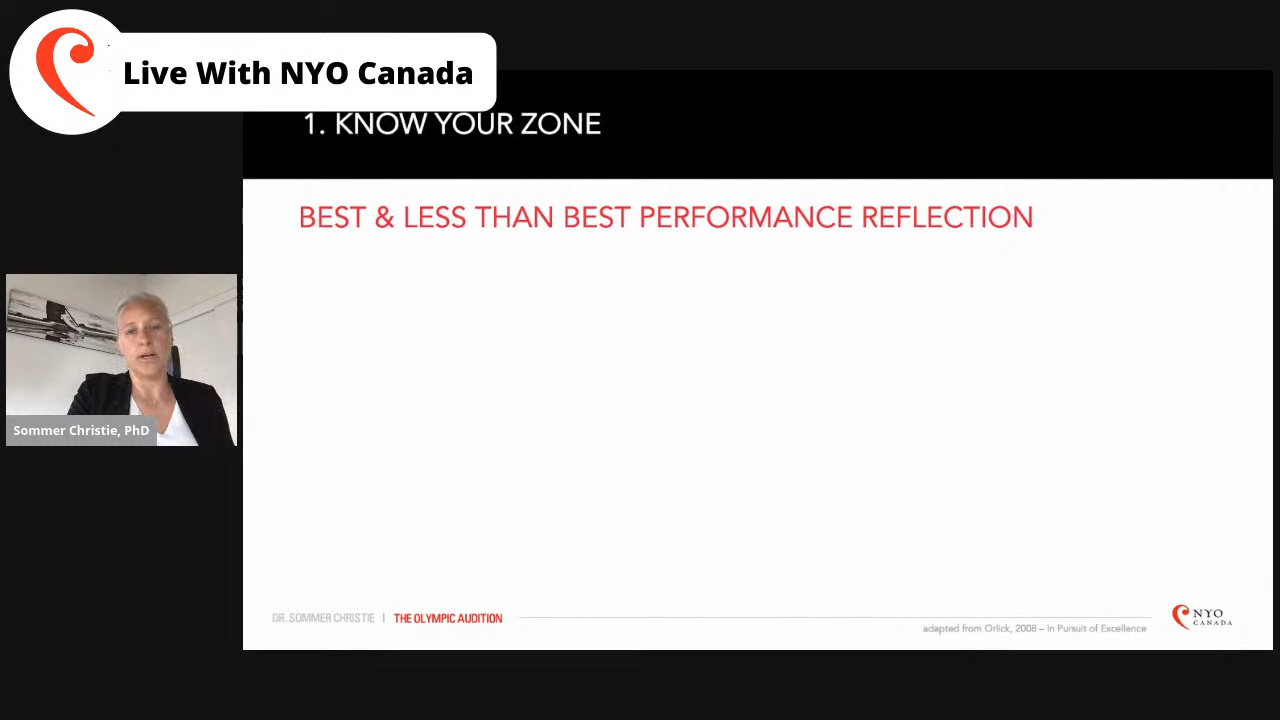 Live With NYO Canada
1. KNOW YOUR ZONE
BEST & LESS THAN BEST PERFORMANCE REFLECTION
Sommer Christie, PhD
DR. SOMMER CHRISTIE | THE OLYMPIC AUDITION
adapted from Orlick, 2008 – In Pursuit of Excellence
NYO
CANADA